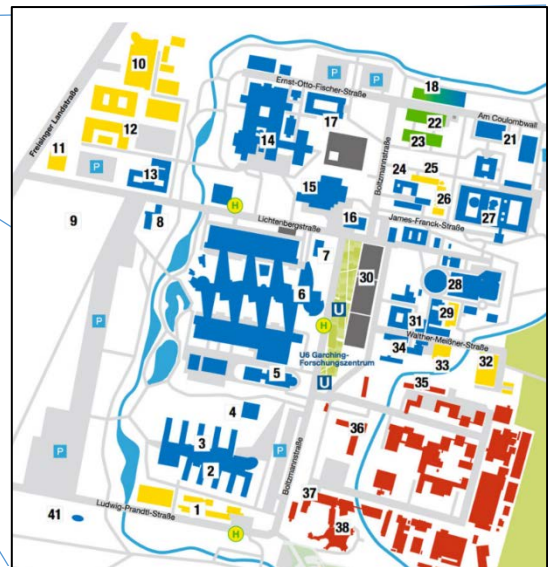 P
P
18
Ernst-Otto-Fischer-Straße
10
22
Am Coulombwall
17
21
Freisinger Landstraße
12
23
14
11
P
Boltzmannstraße
24
25
13
15
26
27
H
16
9
8
Lichtenbergstraße
James-Franck-Straße
7
30
28
6
U
29
31
P
H
Walther-Meißner-Straße
U6 Garching-
Forschungszentrum
34
33
32
5
U
35
4
36
3
P
P
2
Boltzmannstraße
37
1
Ludwig-Prandtl-Straße
41
H
38